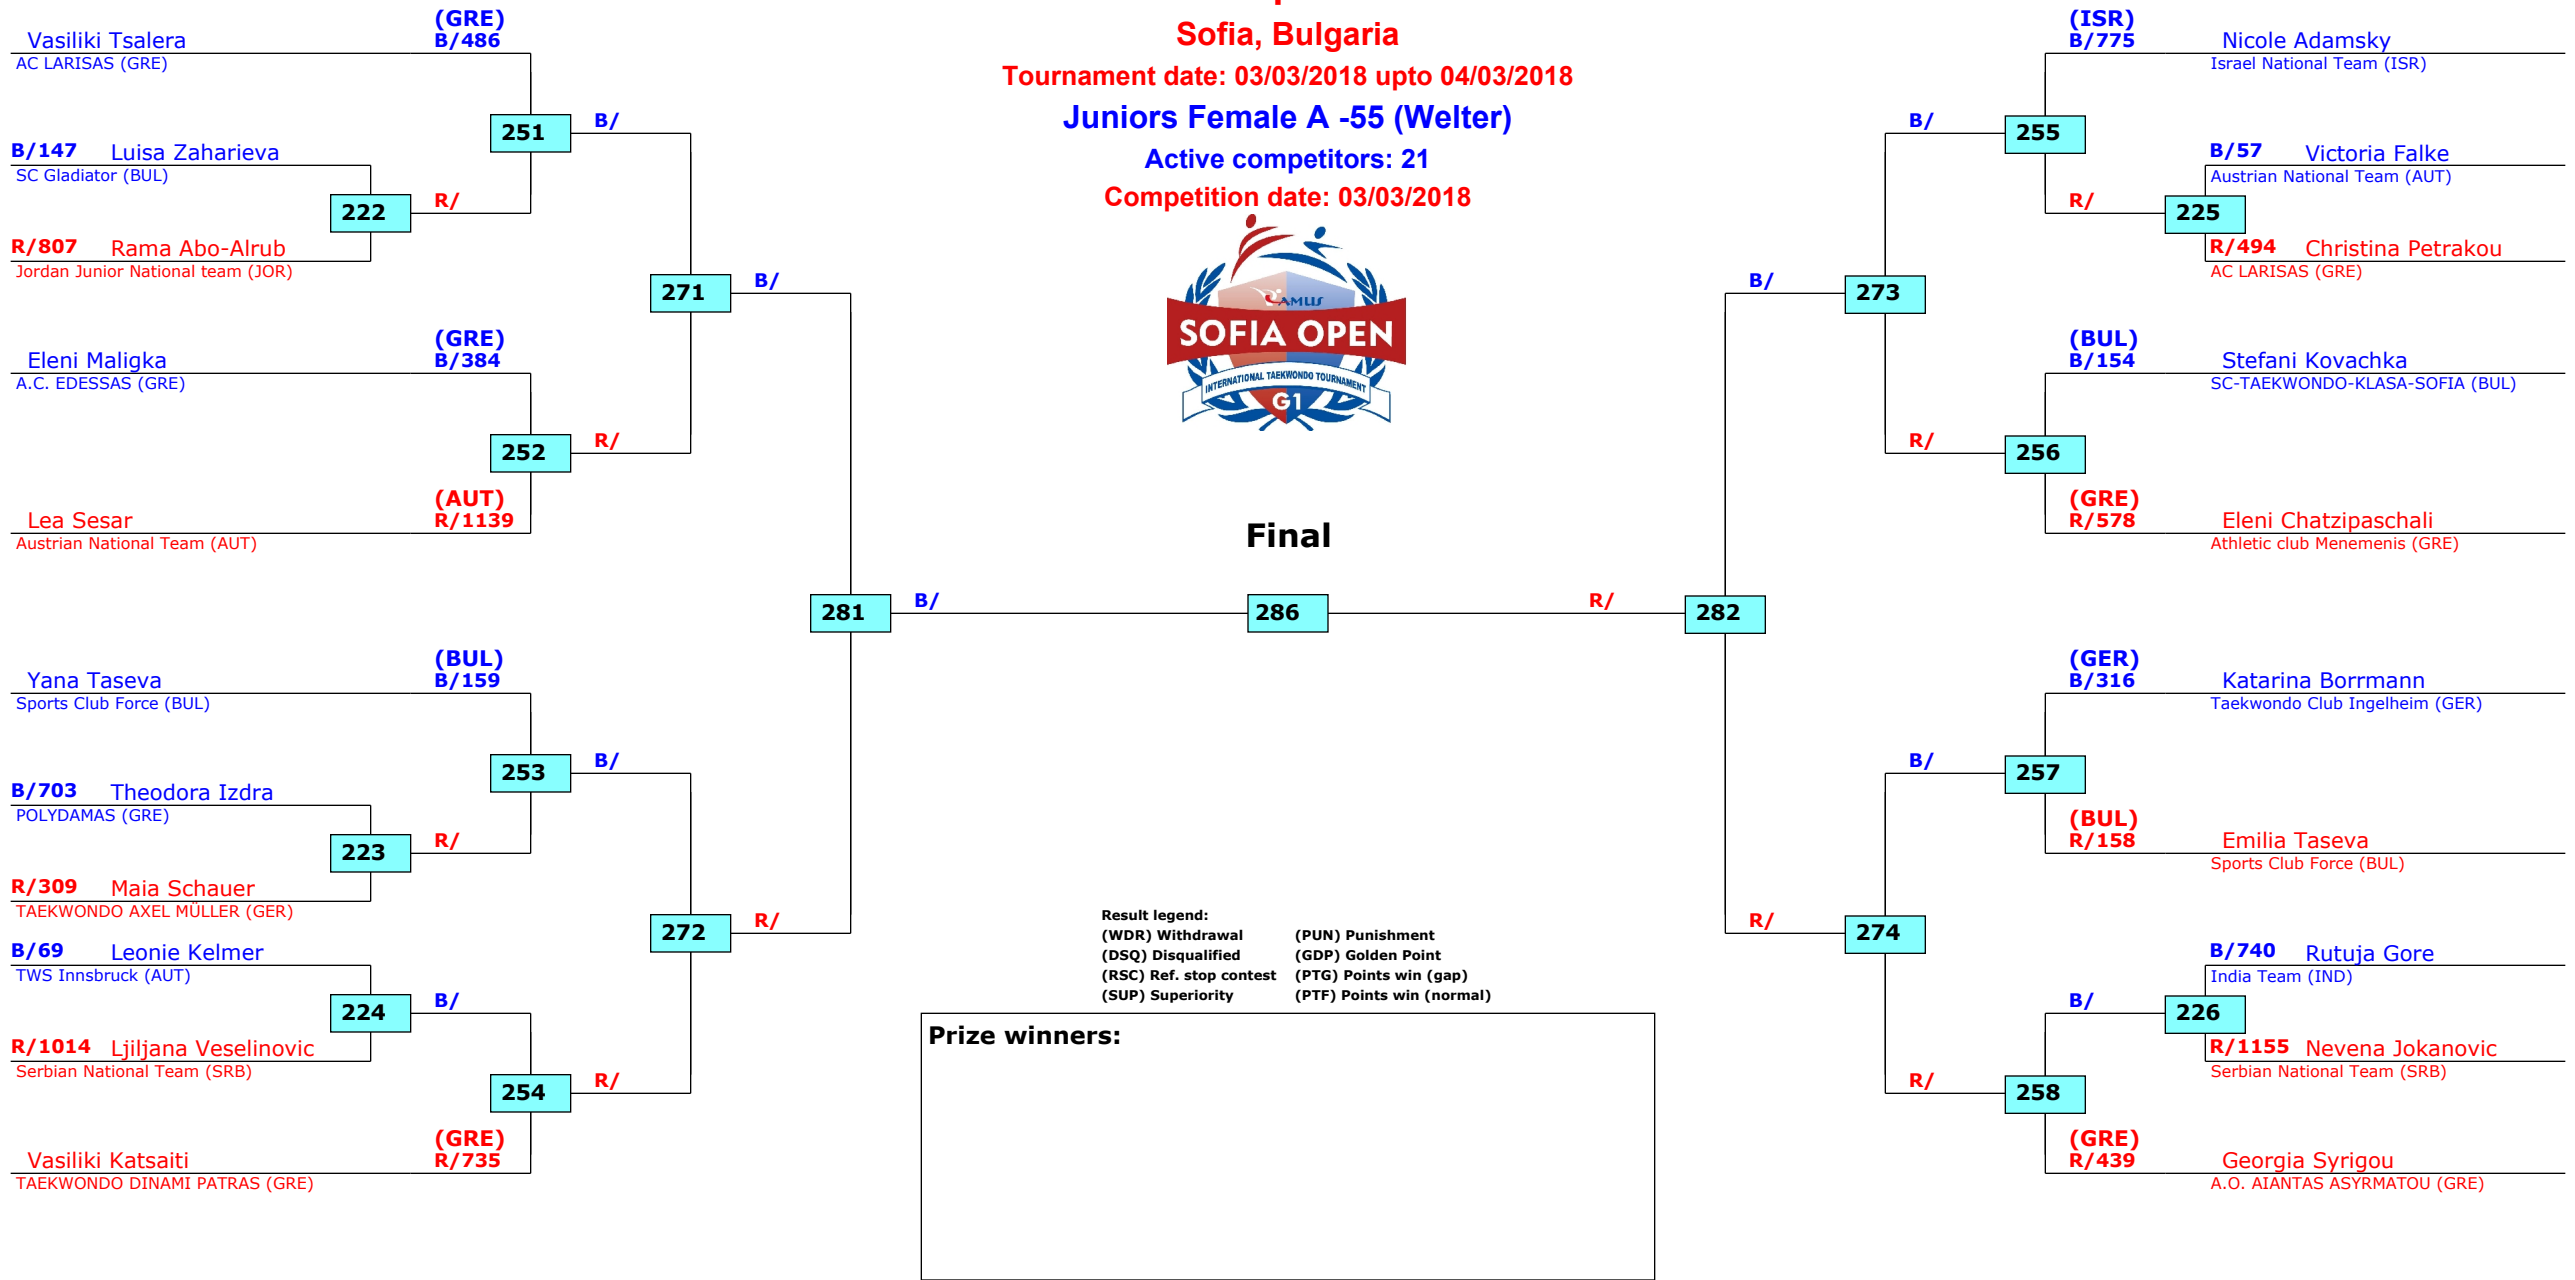 Sofia, Bulgaria
Tournament date: 03/03/2018 upto 04/03/2018
Juniors Female A -55 (Welter)
Active competitors: 21
Competition date: 03/03/2018
RAMUS
SOFIA OPEN
INTERNATIONAL TAEKWONDO TOURNAMENT
G1
(GRE)
Vasiliki Tsalera B/486
AC LARISAS (GRE)
251 B/
B/147 Luisa Zaharieva
SC Gladiator (BUL)
222 R/
R/807 Rama Abo-Alrub
Jordan Junior National team (JOR)
271 B/
(GRE)
Eleni Maligka B/384
A.C. EDESSAS (GRE)
252 R/
(AUT)
Lea Sesar R/1139
Austrian National Team (AUT)
281 B/
(BUL)
Yana Taseva B/159
Sports Club Force (BUL)
253 B/
B/703 Theodora Izdra
POLYDAMAS (GRE)
223 R/
R/309 Maia Schauer
TAEKWONDO AXEL MÜLLER (GER)
272 R/
B/69 Leonie Kelmer
TWS Innsbruck (AUT)
224 B/
R/1014 Ljiljana Veselinovic
Serbian National Team (SRB)
254 R/
(GRE)
Vasiliki Katsaiti R/735
TAEKWONDO DINAMI PATRAS (GRE)
Final
286
(ISR)
B/775 Nicole Adamsky
Israel National Team (ISR)
B/ 255
B/57 Victoria Falke
Austrian National Team (AUT)
R/ 225
R/494 Christina Petrakou
AC LARISAS (GRE)
B/ 273
(BUL)
B/154 Stefani Kovachka
SC-TAEKWONDO-KLASA-SOFIA (BUL)
R/ 256
(GRE)
R/578 Eleni Chatzipaschali
Athletic club Menemenis (GRE)
R/ 282
(GER)
B/316 Katarina Borrmann
Taekwondo Club Ingelheim (GER)
B/ 257
(BUL)
R/158 Emilia Taseva
Sports Club Force (BUL)
R/ 274
B/740 Rutuja Gore
India Team (IND)
B/ 226
R/1155 Nevena Jokanovic
Serbian National Team (SRB)
R/ 258
(GRE)
R/439 Georgia Syrigou
A.O. AIANTAS ASYRMATOU (GRE)
Result legend:
(WDR) Withdrawal (PUN) Punishment
(DSQ) Disqualified (GDP) Golden Point
(RSC) Ref. stop contest (PTG) Points win (gap)
(SUP) Superiority (PTF) Points win (normal)
Prize winners: